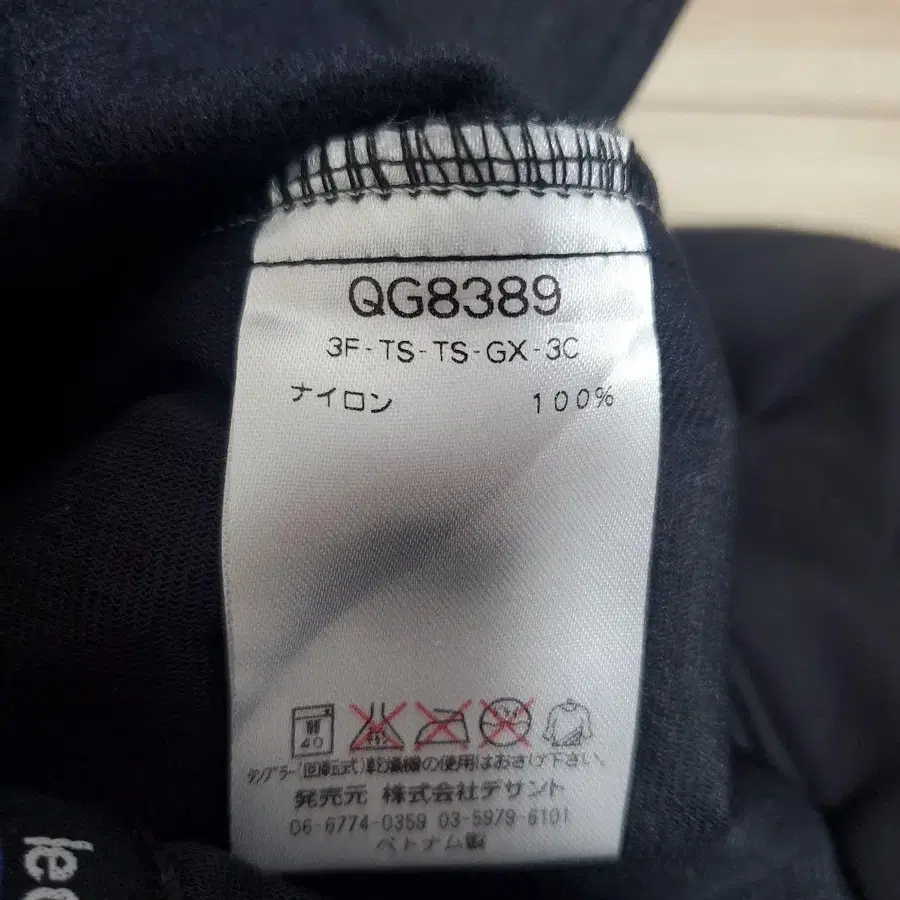 QG8389
3F-TS-TS-GX-3C
ナイロン 100%
40
タンブラー(回転式)乾燥機の使用はおさけ下さい。
発売元 株式会社デサント
06-6774-0359 03-5979-6101
ベトナム製
le